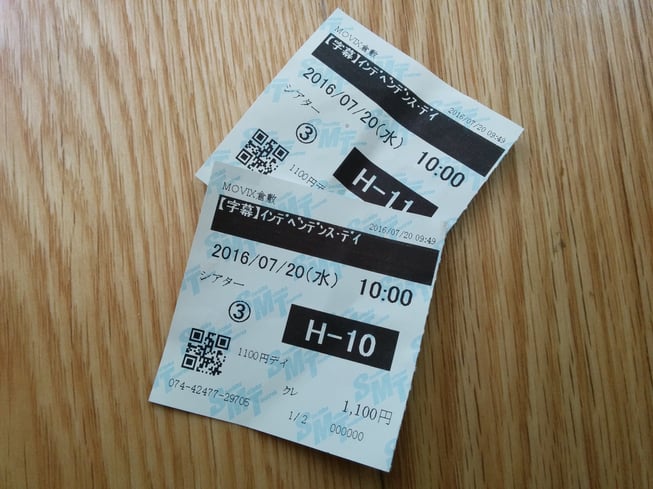 MOVIX倉敷
【字幕】ｲﾝﾃﾞﾍﾟﾝﾃﾞﾝｽ･ﾃﾞｲ
2016/07/20 09:49
2016/07/20(水) 10:00
シアター
③
H-11
1100円デ
MOVIX倉敷
【字幕】ｲﾝﾃﾞﾍﾟﾝﾃﾞﾝｽ･ﾃﾞｲ
2016/07/20 09:49
2016/07/20(水) 10:00
シアター
③
H-10
1100円デイ
074-42477-29705
クレ
1,100円
1/2
000000
SMT